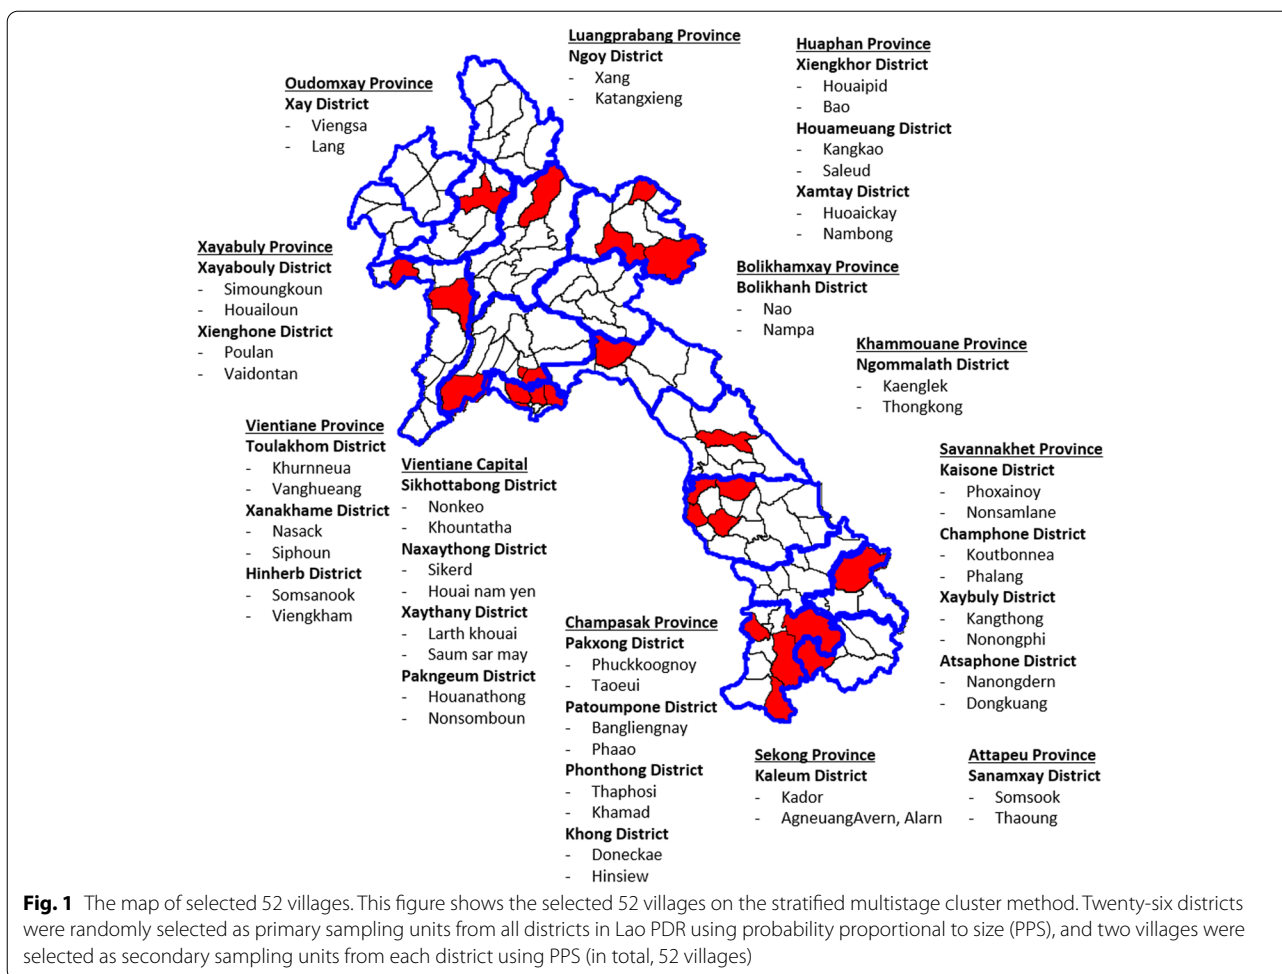 Luangprabang Province
Ngoy District
- Xang
- Katangxieng
Huaphan Province
Xiengkhor District
- Houaipid
- Bao
Houameuang District
- Kangkao
- Saleud
Xamtay District
- Huoaickay
- Nambong
Oudomxay Province
Xay District
- Viengsa
- Lang
Xayabuly Province
Xayabouly District
- Simoungkoun
- Houailoun
Xienghone District
- Poulan
- Vaidontan
Bolikhamxay Province
Bolikhanh District
- Nao
- Nampa
Khammouane Province
Ngommalath District
- Kaenglek
- Thongkong
Vientiane Province
Toulakhom District
- Khurnneua
- Vanghueang
Xanakhame District
- Nasack
- Siphoun
Hinherb District
- Somsanook
- Viengkham
Vientiane Capital
Sikhottabong District
- Nonkeo
- Khountatha
Naxaythong District
- Sikerd
- Houai nam yen
Xaythany District
- Larth khouai
- Saum sar may
Pakngeum District
- Houanathong
- Nonsomboun
Savannakhet Province
Kaisone District
- Phoxainoy
- Nonsamlane
Champhone District
- Koutbonnea
- Phalang
Xaybuly District
- Kangthong
- Nonongphi
Atsaphone District
- Nanongdern
- Dongkuang
Champasak Province
Pakxong District
- Phuckkoognoy
- Taoeui
Patoumpone District
- Bangliengnay
- Phaao
Phonthong District
- Thaphosi
- Khamad
Khong District
- Doneckae
- Hinsiew
Sekong Province
Kaleum District
- Kador
- AgneuangAvern, Alarn
Attapeu Province
Sanamxay District
- Somsook
- Thaoung
Fig. 1 The map of selected 52 villages. This figure shows the selected 52 villages on the stratified multistage cluster method. Twenty-six districts
were randomly selected as primary sampling units from all districts in Lao PDR using probability proportional to size (PPS), and two villages were
selected as secondary sampling units from each district using PPS (in total, 52 villages)